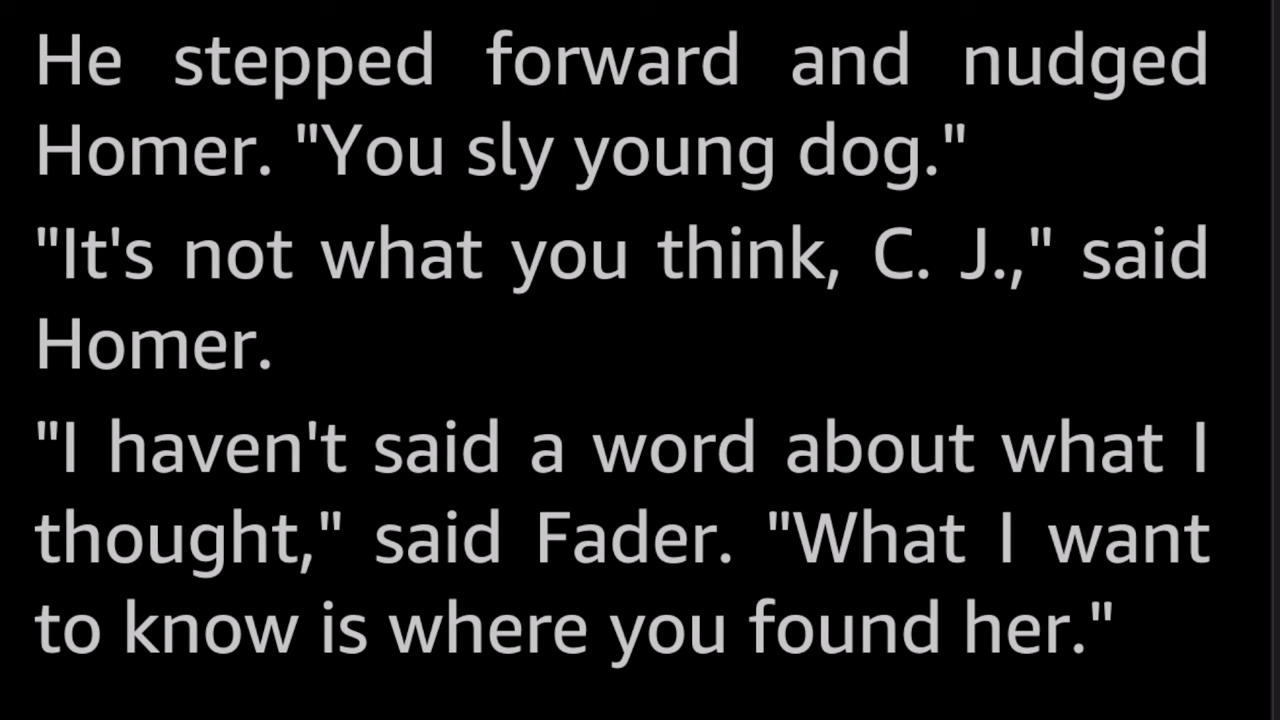 He stepped forward and nudged
Homer. "You sly young dog."
"It's not what you think, C. J.," said
Homer.
"I haven't said a word about what I
thought," said Fader. "What I want
to know is where you found her."